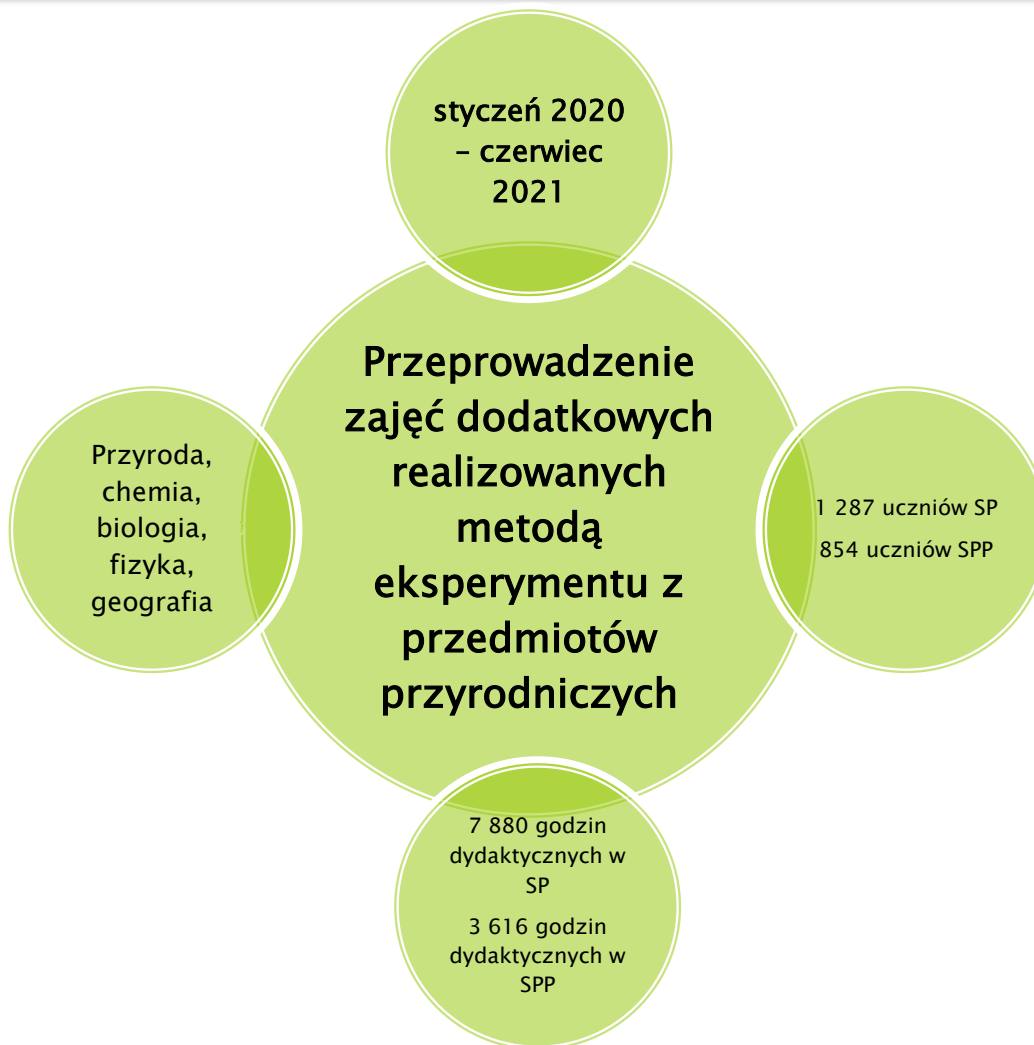 styczeń 2020
– czerwiec
2021
Przeprowadzenie
zajęć dodatkowych
realizowanych
metodą
eksperymentu z
przedmiotów
przyrodniczych
Przyroda,
chemia,
biologia,
fizyka,
geografia
1 287 uczniów SP
854 uczniów SPP
7 880 godzin
dydaktycznych w
SP
3 616 godzin
dydaktycznych w
SPP